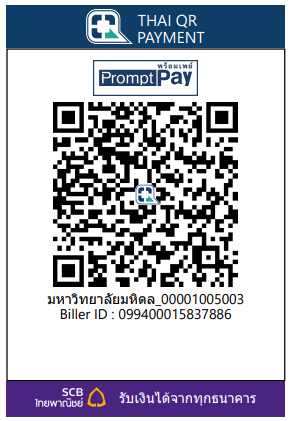 THAI QR
PAYMENT
พร้อมเพย์
PromptPay
มหาวิทยาลัยมหิดล_00001005003
Biller ID : 099400015837886
SCB
ไทยพาณิชย์
รับเงินได้จากทุกธนาคาร